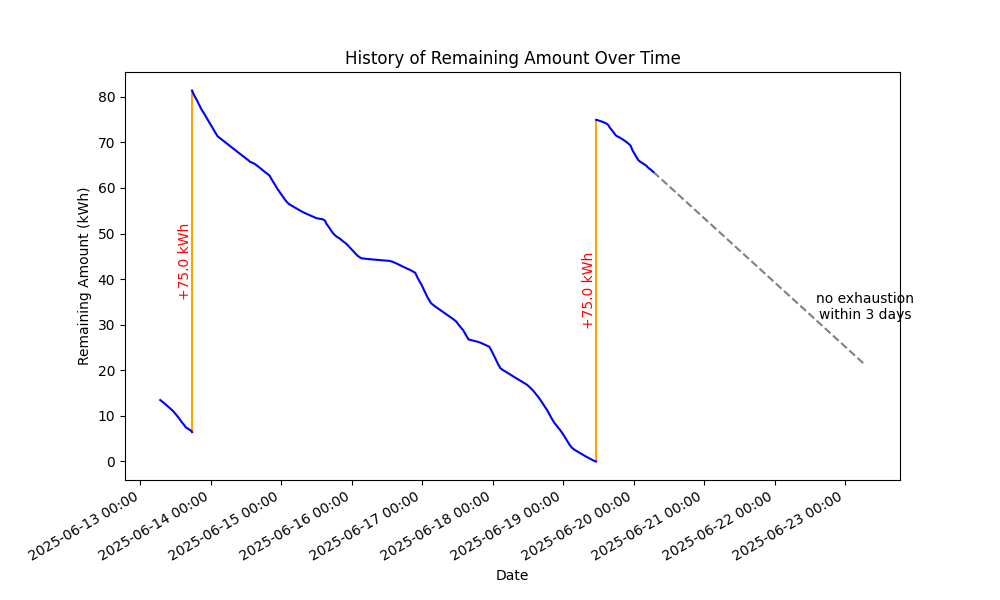 History of Remaining Amount Over Time
Remaining Amount (kWh)
80
70
60
50
40
30
20
10
0
+75.0 kWh
+75.0 kWh
no exhaustion
within 3 days
2025-06-13 00:00
2025-06-14 00:00
2025-06-15 00:00
2025-06-16 00:00
2025-06-17 00:00
2025-06-18 00:00
2025-06-19 00:00
2025-06-20 00:00
2025-06-21 00:00
2025-06-22 00:00
2025-06-23 00:00
Date